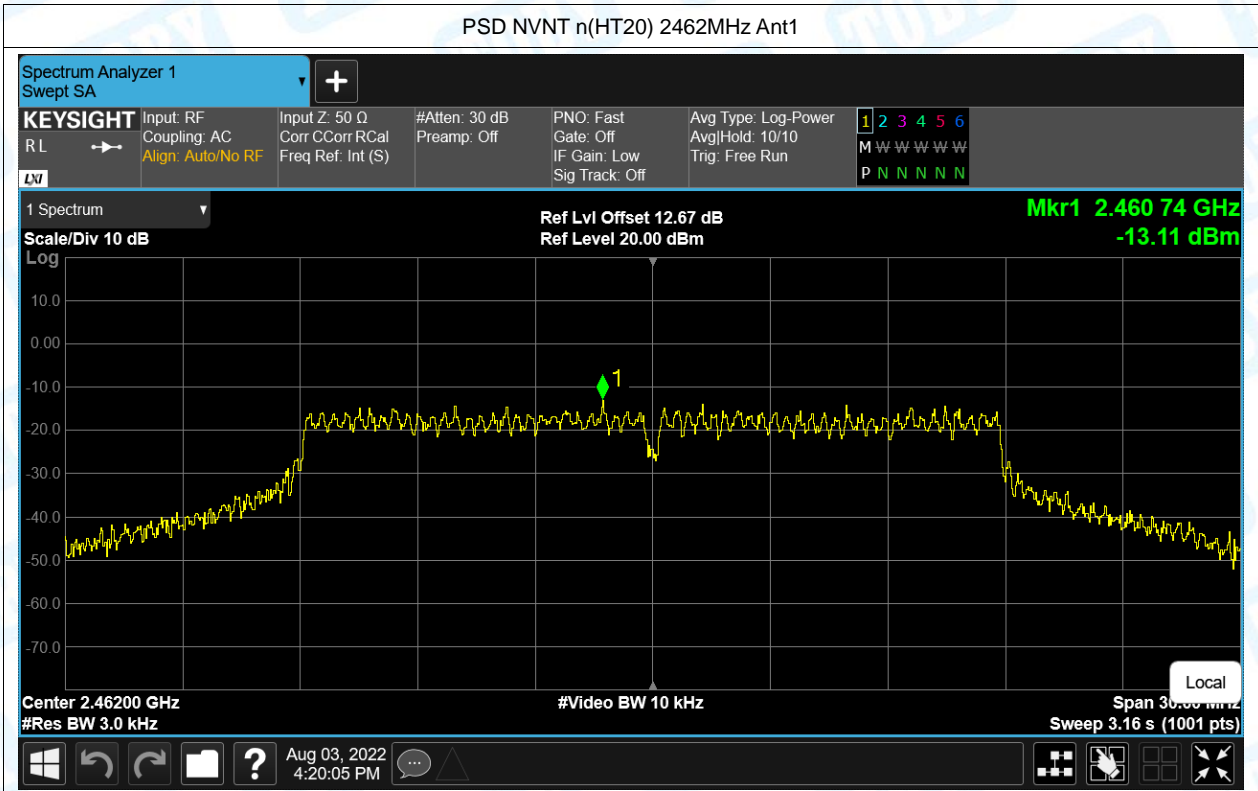 PSD NVNT n(HT20) 2462MHz Ant1
Spectrum Analyzer 1
Swept SA
KEYSIGHT Input: RF Input Z: 50 Ω #Atten: 30 dB PNO: Fast Avg Type: Log-Power 1 2 3 4 5 6
R L Coupling: AC Corr CCorr RCal Preamp: Off Gate: Off Avg|Hold: 10/10 M W W W W W
Align: Auto/No RF Freq Ref: Int (S) IF Gain: Low Trig: Free Run
LXI Sig Track: Off P N N N N N
1 Spectrum Ref Lvl Offset 12.67 dB Mkr1 2.460 74 GHz
Scale/Div 10 dB Ref Level 20.00 dBm -13.11 dBm
Log
10.0
0.00
-10.0
1
-20.0
-30.0
-40.0
-50.0
-60.0
-70.0
Local
Center 2.46200 GHz #Video BW 10 kHz Span 30.00 MHz
#Res BW 3.0 kHz Sweep 3.16 s (1001 pts)
? Aug 03, 2022
4:20:05 PM